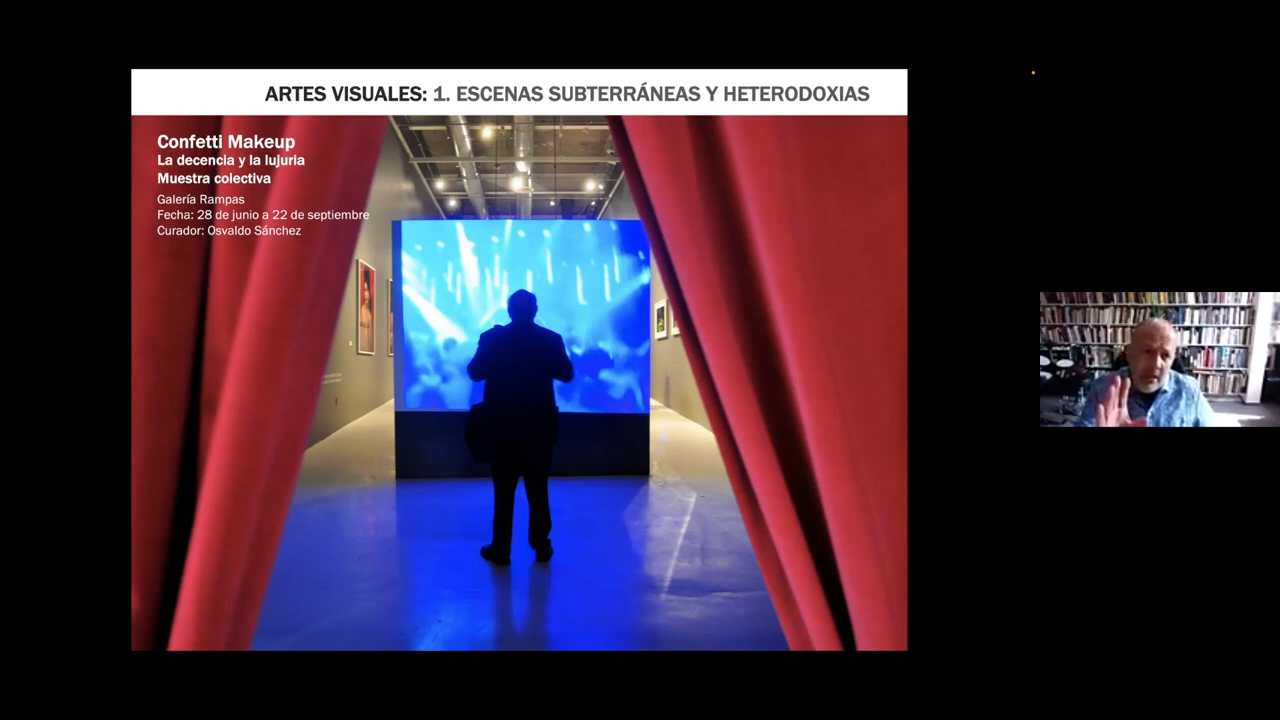 ARTES VISUALES: 1. ESCENAS SUBTERRÁNEAS Y HETERODOXIAS
Confetti Makeup
La decencia y la lujuria
Muestra colectiva
Galería Rampas
Fecha: 28 de junio a 22 de septiembre
Curador: Osvaldo Sánchez